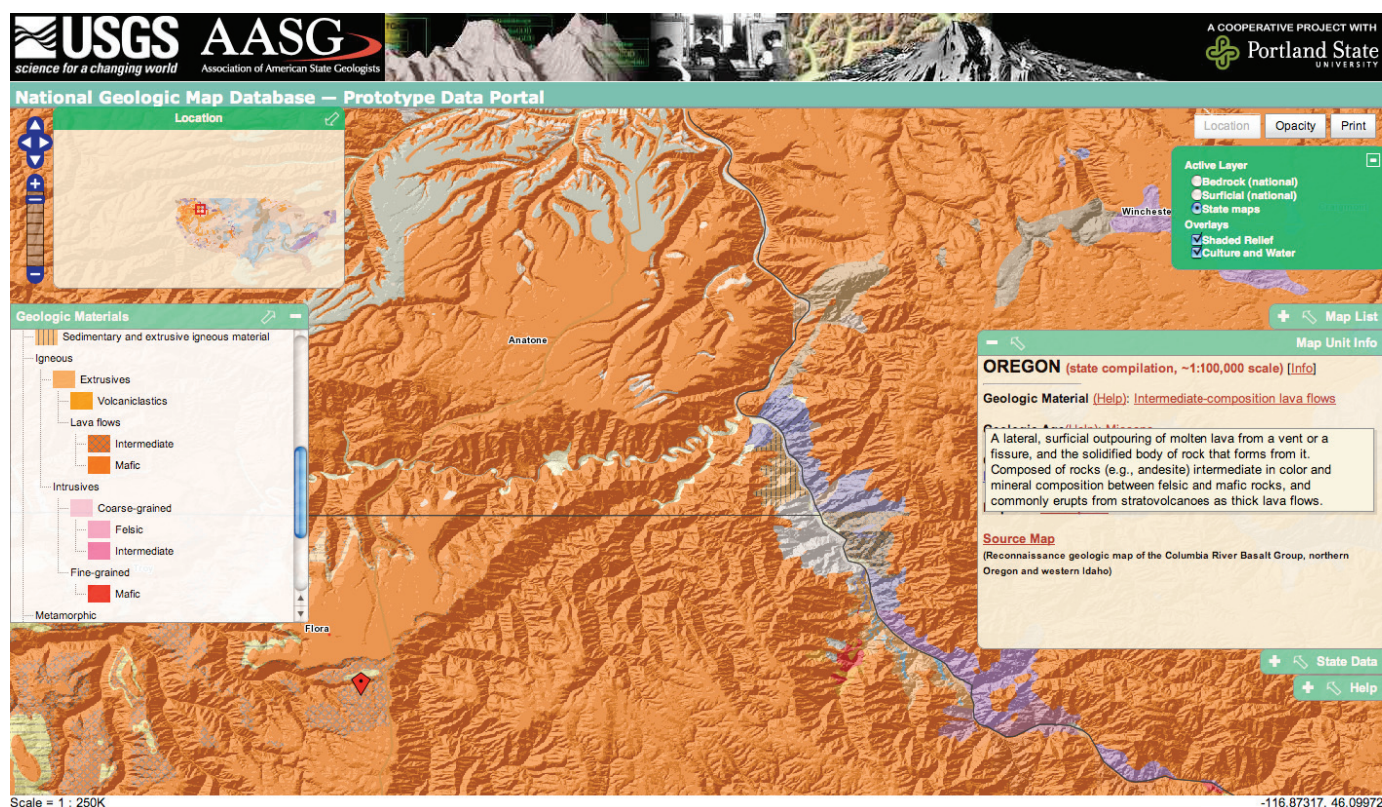 USGS
science for a changing world
AASG
Association of American State Geologists
A COOPERATIVE PROJECT WITH
Portland State
UNIVERSITY
National Geologic Map Database — Prototype Data Portal
Location
Location
Opacity
Print
Active Layer
Bedrock (national)
Surficial (national)
State maps
Overlays
Shaded Relief
Culture and Water
Wincheste
Anatone
Flora
Geologic Materials
Sedimentary and extrusive igneous material
Igneous
Extrusives
Volcaniclastics
Lava flows
Intermediate
Mafic
Intrusives
Coarse-grained
Felsic
Intermediate
Fine-grained
Mafic
Metamorphic
Map List
Map Unit Info
OREGON (state compilation, ~1:100,000 scale) [Info]
Geologic Material (Help): Intermediate-composition lava flows
Geologic Age(Help): Miocene
A lateral, surficial outpouring of molten lava from a vent or a
fissure, and the solidified body of rock that forms from it.
Composed of rocks (e.g., andesite) intermediate in color and
mineral composition between felsic and mafic rocks, and
commonly erupts from stratovolcanoes as thick lava flows.
Source Map
(Reconnaissance geologic map of the Columbia River Basalt Group, northern
Oregon and western Idaho)
State Data
Help
Scale = 1 : 250K
-116.87317, 46.09972